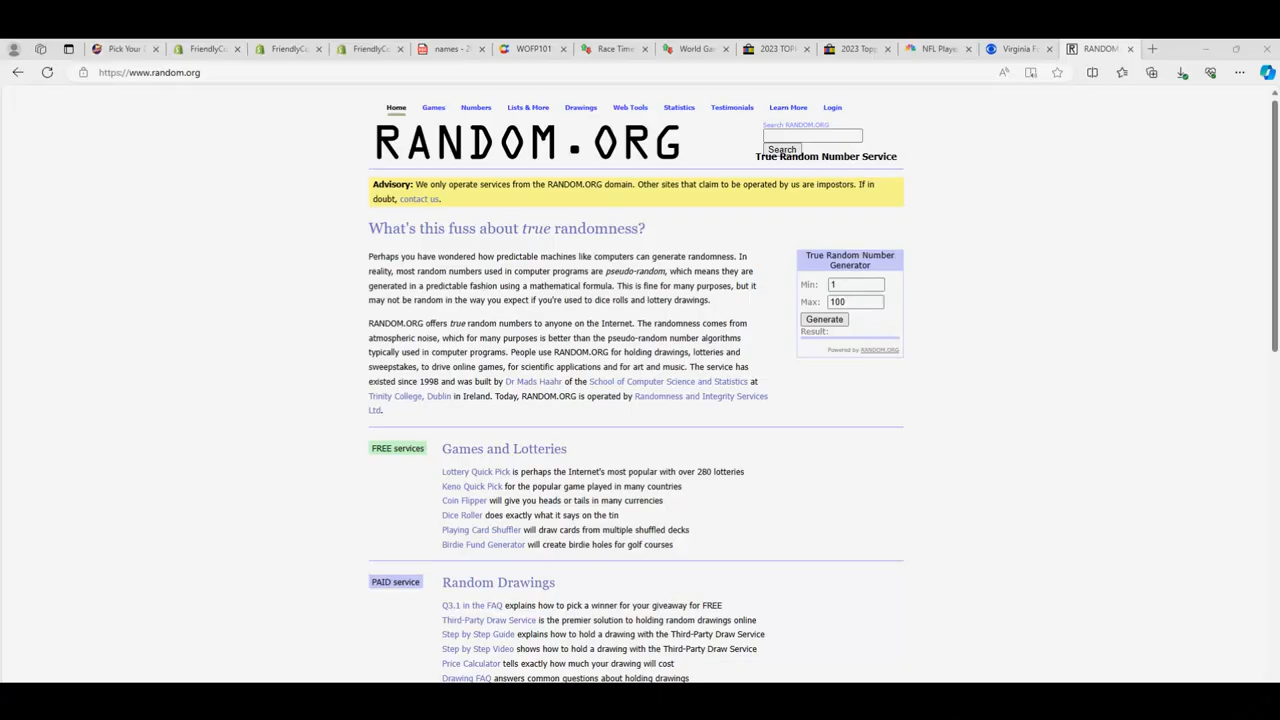 Pick Your
FriendlyCo
FriendlyCo
FriendlyCo
names - 20
WOFP101
Race Time
World Ga
2023 TOP
2023 Topp
NFL Playe
Virginia Fo
RANDOM
https://www.random.org
Home Games Numbers Lists & More Drawings Web Tools Statistics Testimonials Learn More Login
RANDOM.ORG
Search RANDOM.ORG
Search
True Random Number Service
Advisory: We only operate services from the RANDOM.ORG domain. Other sites that claim to be operated by us are impostors. If in
doubt, contact us.
What's this fuss about true randomness?
Perhaps you have wondered how predictable machines like computers can generate randomness. In
reality, most random numbers used in computer programs are pseudo-random, which means they are
generated in a predictable fashion using a mathematical formula. This is fine for many purposes, but it
may not be random in the way you expect if you're used to dice rolls and lottery drawings.
RANDOM.ORG offers true random numbers to anyone on the Internet. The randomness comes from
atmospheric noise, which for many purposes is better than the pseudo-random number algorithms
typically used in computer programs. People use RANDOM.ORG for holding drawings, lotteries and
sweepstakes, to drive online games, for scientific applications and for art and music. The service has
existed since 1998 and was built by Dr Mads Haahr of the School of Computer Science and Statistics at
Trinity College, Dublin in Ireland. Today, RANDOM.ORG is operated by Randomness and Integrity Services
Ltd.
True Random Number
Generator
Min: 1
Max: 100
Generate
Result:
Powered by RANDOM.ORG
FREE services
Games and Lotteries
Lottery Quick Pick is perhaps the Internet's most popular with over 280 lotteries
Keno Quick Pick for the popular game played in many countries
Coin Flipper will give you heads or tails in many currencies
Dice Roller does exactly what it says on the tin
Playing Card Shuffler will draw cards from multiple shuffled decks
Birdie Fund Generator will create birdie holes for golf courses
PAID service
Random Drawings
Q3.1 in the FAQ explains how to pick a winner for your giveaway for FREE
Third-Party Draw Service is the premier solution to holding random drawings online
Step by Step Guide explains how to hold a drawing with the Third-Party Draw Service
Step by Step Video shows how to hold a drawing with the Third-Party Draw Service
Price Calculator tells exactly how much your drawing will cost
Drawing FAQ answers common questions about holding drawings